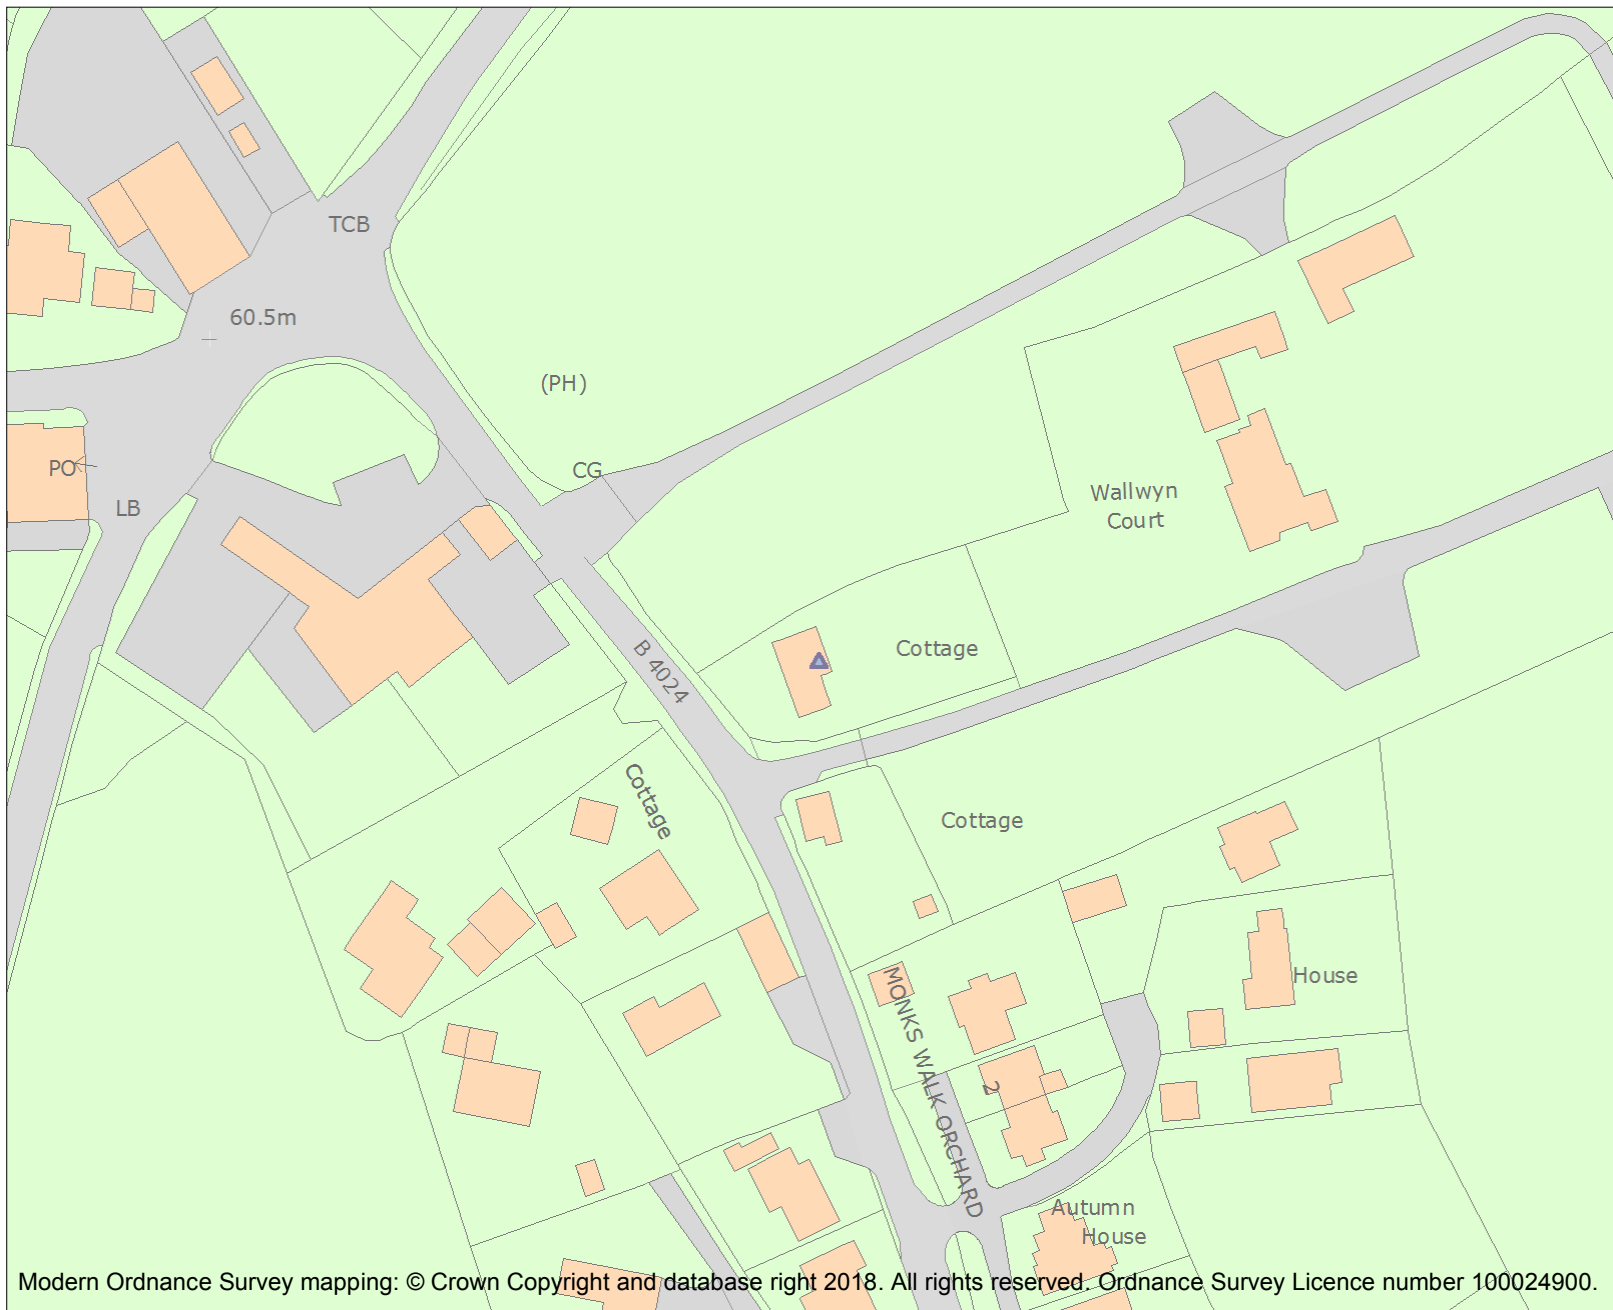 TCB
60.5m
(PH)
PO
CG
LB
Wallwyn
Court
B 4024
Cottage
Cottage
Cottage
House
MONKS WALK ORCHARD
2
Autumn
House
Modern Ordnance Survey mapping: © Crown Copyright and database right 2018. All rights reserved. Ordnance Survey Licence number 100024900.